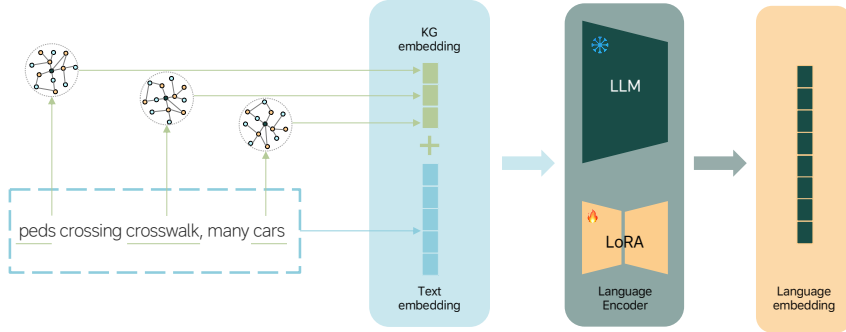 KG
embedding
LLM
peds crossing crosswalk, many cars
LoRA
Text
embedding
Language
Encoder
Language
embedding